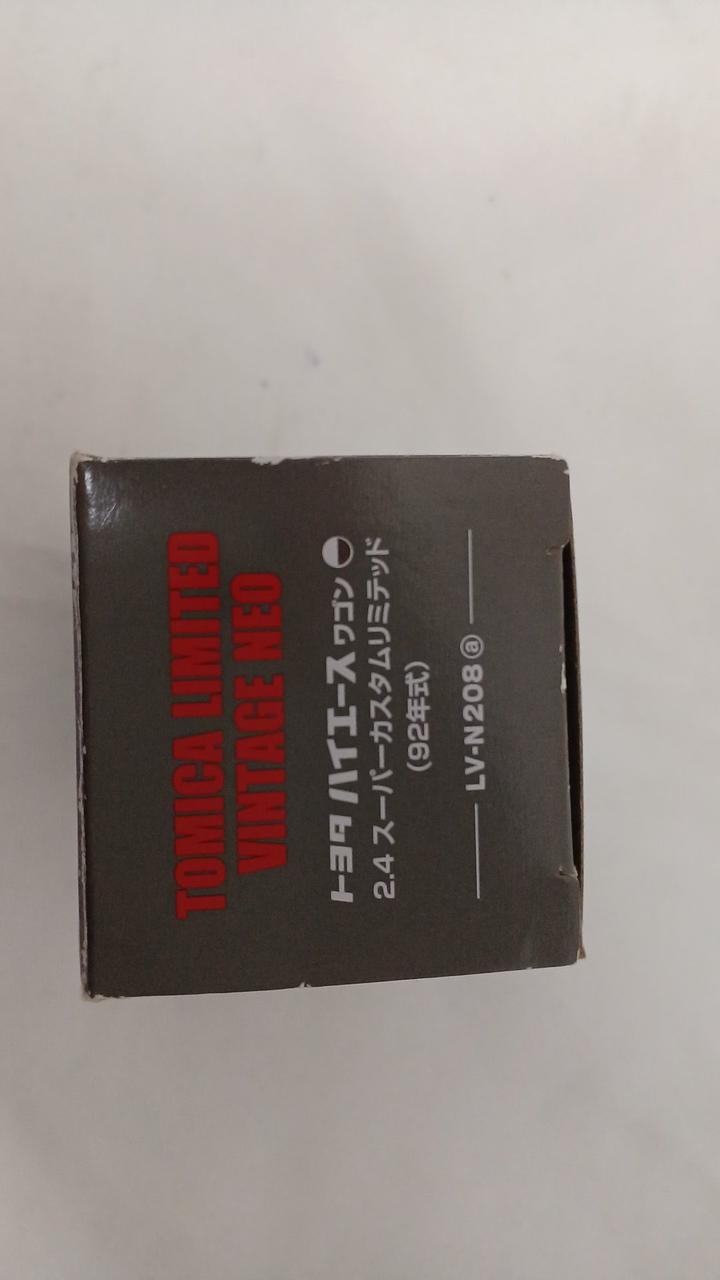 TOMICA LIMITED
VINTAGE NEO
トヨタ ハイエース ワゴン
2.4 スーパーカスタムリミテッド
(92年式)
LV-N208ⓐ